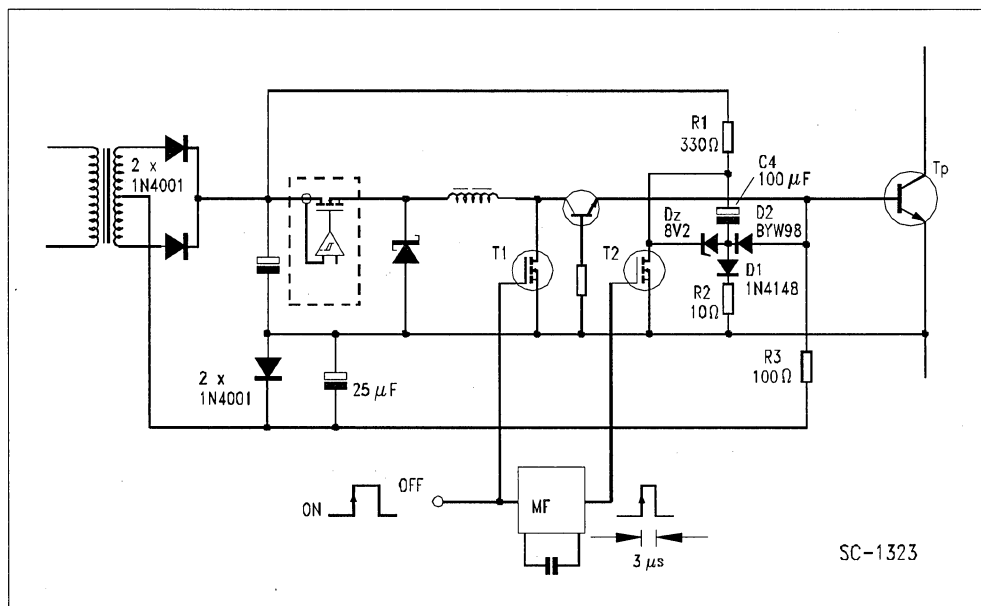 R1
330Ω
C4
100 µF
Tp
2 x
1N4001
Dz
8V2
D2
BYW98
T1
T2
D1
1N4148
R2
10Ω
R3
100Ω
2 x
1N4001
25 µF
ON
OFF
MF
3 µs
SC-1323